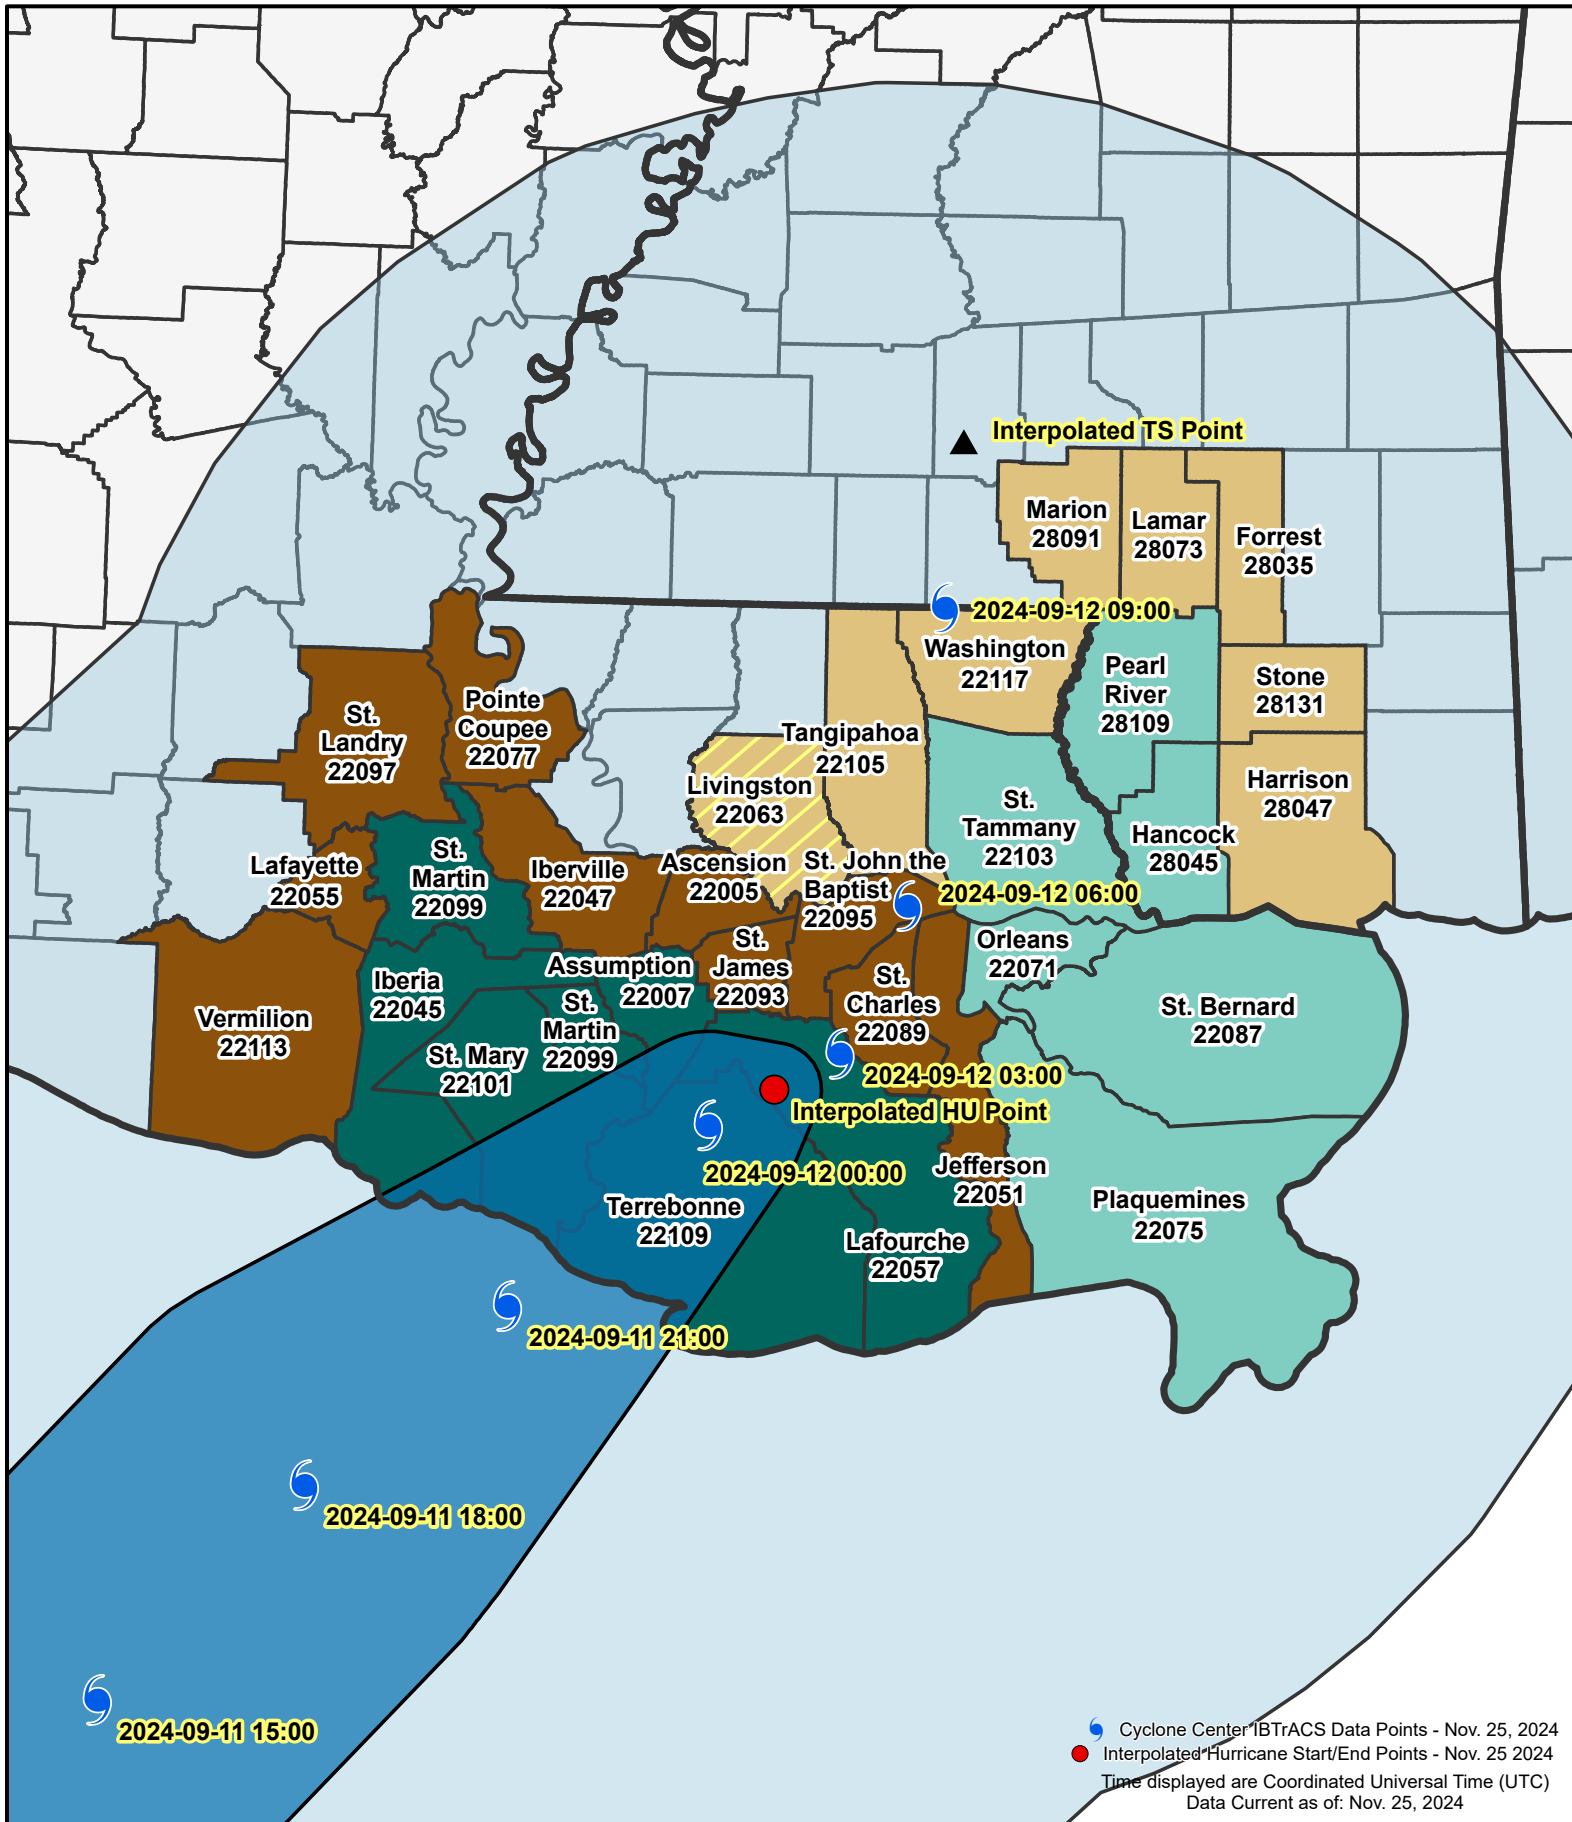 Interpolated TS Point
Marion
28091
Lamar
28073
Forrest
28035
2024-09-12 09:00
Washington
22117
Pearl
River
28109
Stone
28131
St.
Landry
22097
Pointe
Coupee
22077
Tangipahoa
22105
Livingston
22063
Harrison
28047
St.
Tammany
22103
Hancock
28045
Lafayette
22055
St.
Martin
22099
Iberville
22047
Ascension
22005
St. John the
Baptist
22095
2024-09-12 06:00
Orleans
22071
St.
James
22093
Assumption
22007
Iberia
22045
St.
Charles
22089
St.
Martin
22099
St. Bernard
22087
Vermilion
22113
St. Mary
22101
2024-09-12 03:00
Interpolated HU Point
2024-09-12 00:00
Jefferson
22051
Terrebonne
22109
Plaquemines
22075
Lafourche
22057
2024-09-11 21:00
2024-09-11 18:00
2024-09-11 15:00
Cyclone Center IBTrACS Data Points - Nov. 25, 2024
Interpolated Hurricane Start/End Points - Nov. 25 2024
Time displayed are Coordinated Universal Time (UTC)
Data Current as of: Nov. 25, 2024